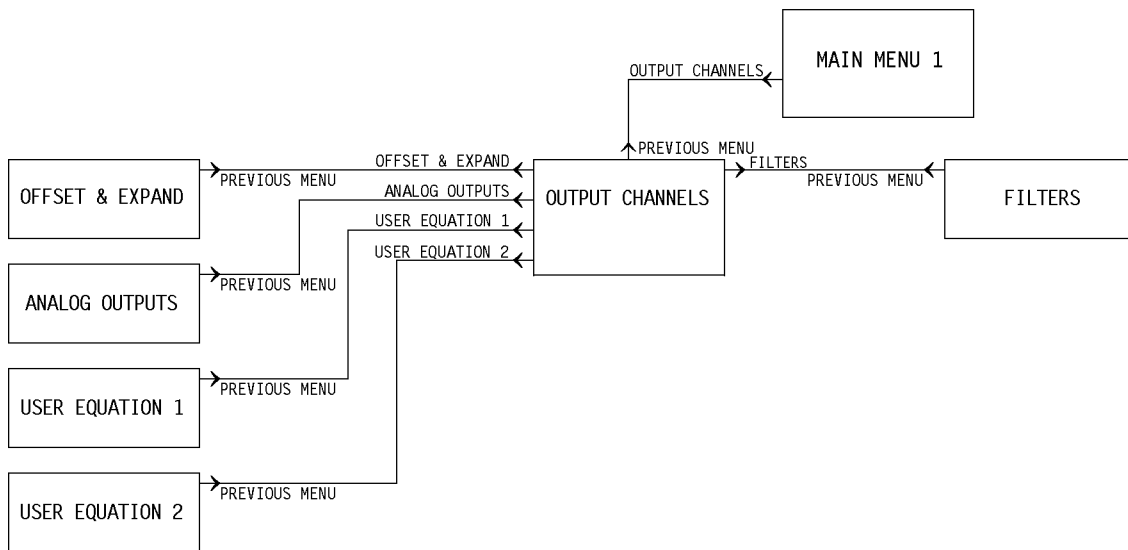 MAIN MENU 1
OUTPUT CHANNELS
PREVIOUS MENU
OFFSET & EXPAND
FILTERS
PREVIOUS MENU
PREVIOUS MENU
OFFSET & EXPAND
ANALOG OUTPUTS
OUTPUT CHANNELS
FILTERS
USER EQUATION 1
USER EQUATION 2
PREVIOUS MENU
ANALOG OUTPUTS
PREVIOUS MENU
USER EQUATION 1
PREVIOUS MENU
USER EQUATION 2